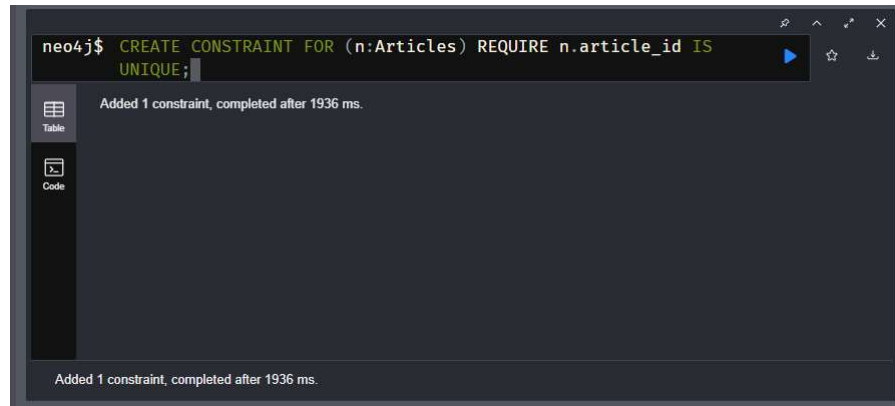 neo4j$ CREATE CONSTRAINT FOR (n:Articles) REQUIRE n.article_id IS
UNIQUE;
Added 1 constraint, completed after 1936 ms.
Table
Code
Added 1 constraint, completed after 1936 ms.